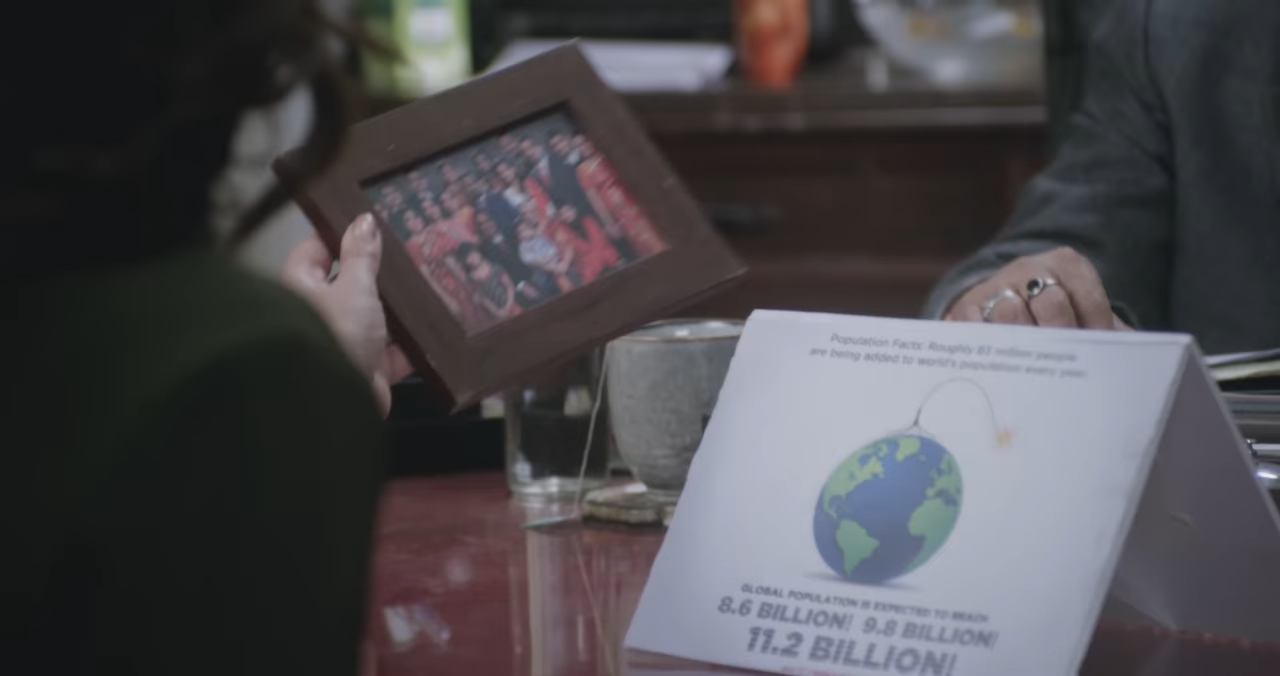 Population Facts: Roughly 83 million people
are being added to world's population every year.
GLOBAL POPULATION IS EXPECTED TO REACH
8.6 BILLION! 9.8 BILLION!
11.2 BILLION!